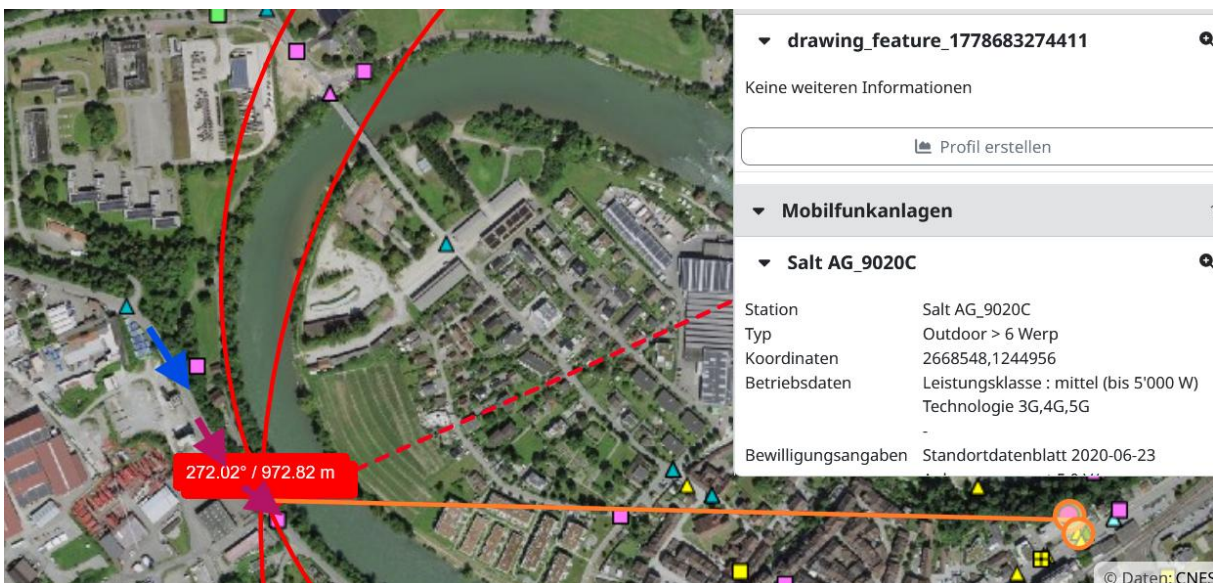 drawing_feature_1778683274411
Keine weiteren Informationen
Profil erstellen
Mobilfunkanlagen
Salt AG_9020C
Station Salt AG_9020C
Typ Outdoor > 6 Werp
Koordinaten 2668548,1244956
Betriebsdaten Leistungsklasse : mittel (bis 5'000 W)
Technologie 3G,4G,5G
-
Bewilligungsangaben Standortdatenblatt 2020-06-23
272.02° / 972.82 m
© Daten: CNES